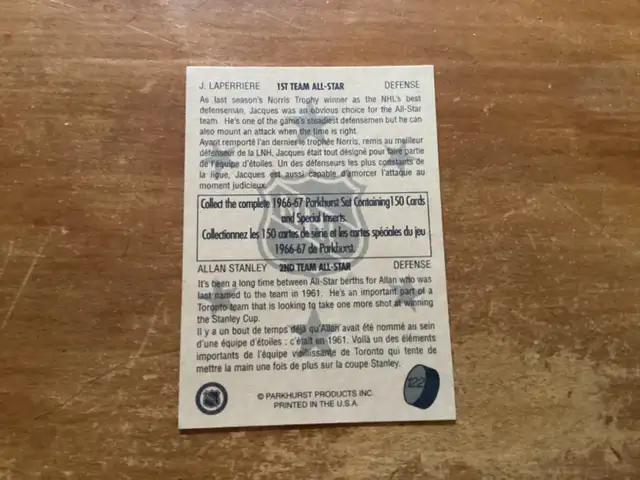 J. LAPERRIERE 1ST TEAM ALL-STAR DEFENSE
As last season's Norris Trophy winner as the NHL's best
defenseman, Jacques was an obvious choice for the All-Star
team. He's one of the game's steadiest defensemen but he can
also mount an attack when the time is right.
Ayant remporté l'an dernier le trophée Norris, remis au meilleur
défenseur de la LNH, Jacques était tout désigné pour faire partie
de l'équipe d'étoiles. Un des défenseurs les plus constants de
la ligue, Jacques est aussi capable d'amorcer l'attaque au
moment judicieux.
Collect the complete 1966-67 Parkhurst Set Containing 150 Cards
and Special Inserts.
Collectionnez les 150 cartes de série et les cartes spéciales du jeu
1966-67 de Parkhurst.
ALLAN STANLEY 2ND TEAM ALL-STAR DEFENSE
It's been a long time between All-Star berths for Allan who was
last named to the team in 1961. He's an important part of a
Toronto team that is looking to take one more shot at winning
the Stanley Cup.
Il y a un bout de temps déjà qu'Allan avait été nommé au sein
d'une équipe d'étoiles : c'était en 1961. Voilà un des éléments
importants de l'équipe vieillissante de Toronto qui tente de
mettre la main une fois de plus sur la coupe Stanley.
© PARKHURST PRODUCTS INC.
PRINTED IN THE U.S.A.
122